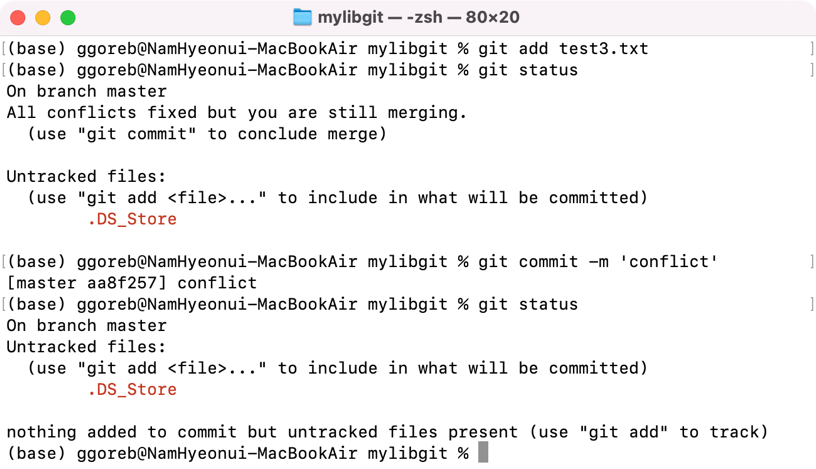 mylibgit — -zsh — 80×20
(base) ggoreb@NamHyeonui-MacBookAir mylibgit % git add test3.txt
(base) ggoreb@NamHyeonui-MacBookAir mylibgit % git status
On branch master
All conflicts fixed but you are still merging.
  (use "git commit" to conclude merge)
Untracked files:
  (use "git add <file>..." to include in what will be committed)
        .DS_Store
(base) ggoreb@NamHyeonui-MacBookAir mylibgit % git commit -m 'conflict'
[master aa8f257] conflict
(base) ggoreb@NamHyeonui-MacBookAir mylibgit % git status
On branch master
Untracked files:
  (use "git add <file>..." to include in what will be committed)
        .DS_Store
nothing added to commit but untracked files present (use "git add" to track)
(base) ggoreb@NamHyeonui-MacBookAir mylibgit %